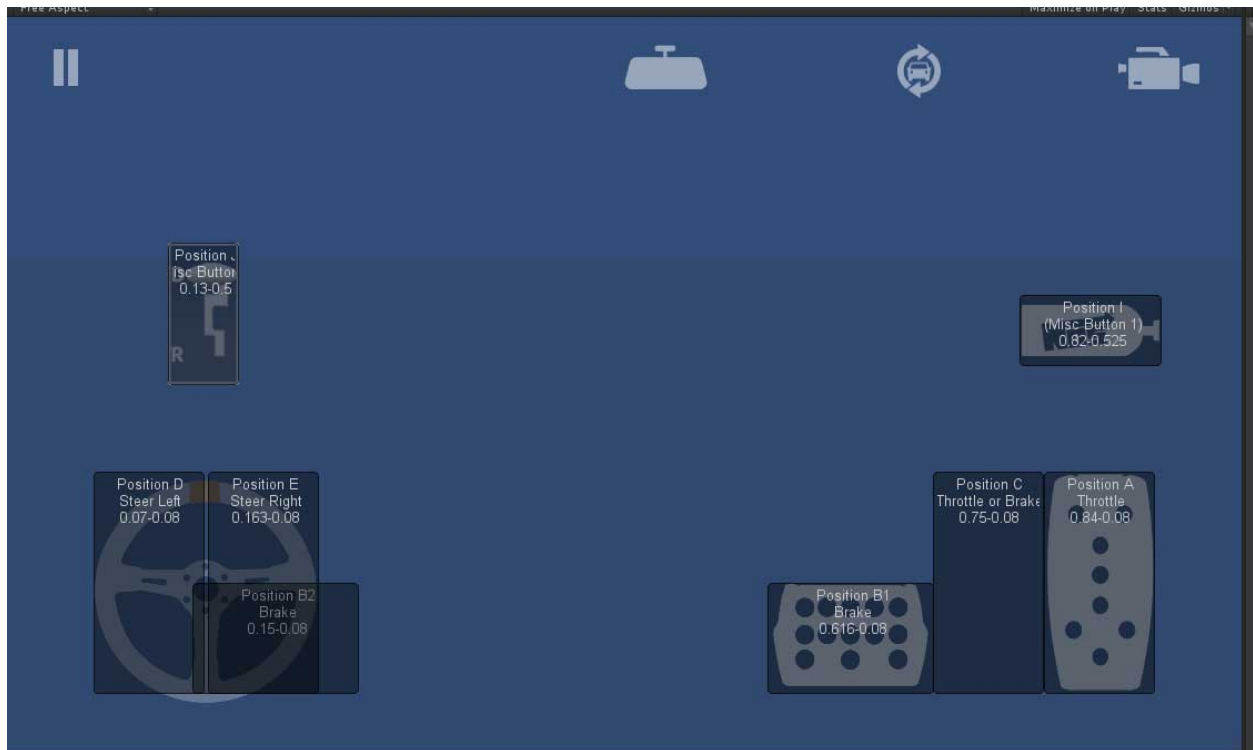 Free Aspect
Maximize on Play Stats Gizmos
Position
isc Button
0.13-0.5
R
Position I
(Misc Button 1)
0.82-0.525
Position D
Steer Left
0.07-0.08
Position E
Steer Right
0.163-0.08
Position C
Throttle or Brake
0.75-0.08
Position A
Throttle
0.84-0.08
Position B2
Brake
0.15-0.08
Position B1
Brake
0.616-0.08